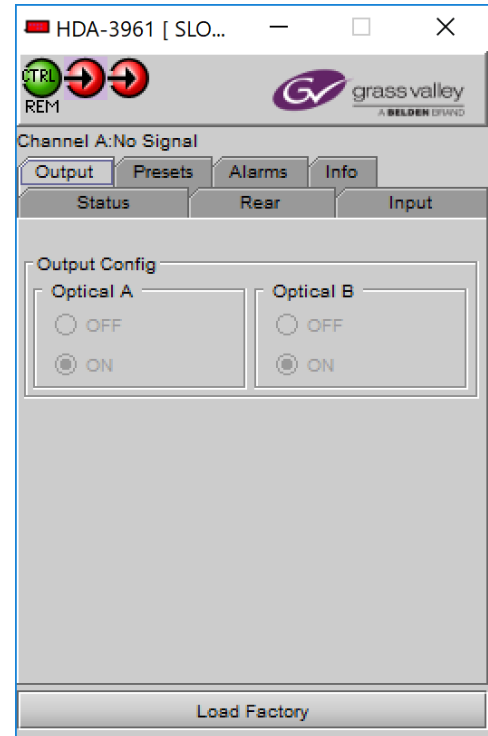 HDA-3961 [ SLO...
CTRL
REM
grass valley
A BELDEN BRAND
Channel A:No Signal
Output Presets Alarms Info
Status Rear Input
Output Config
Optical A Optical B
OFF OFF
ON ON
Load Factory